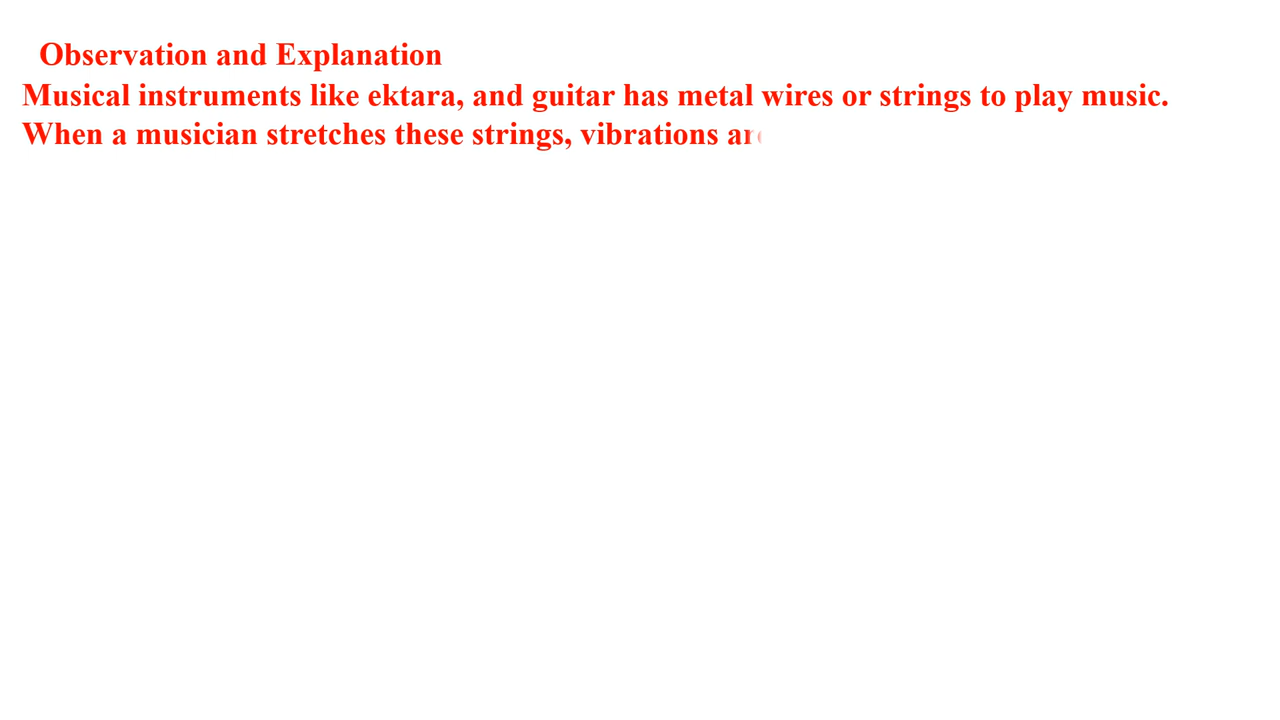 Observation and Explanation
Musical instruments like ektara, and guitar has metal wires or strings to play music.
When a musician stretches these strings, vibrations are